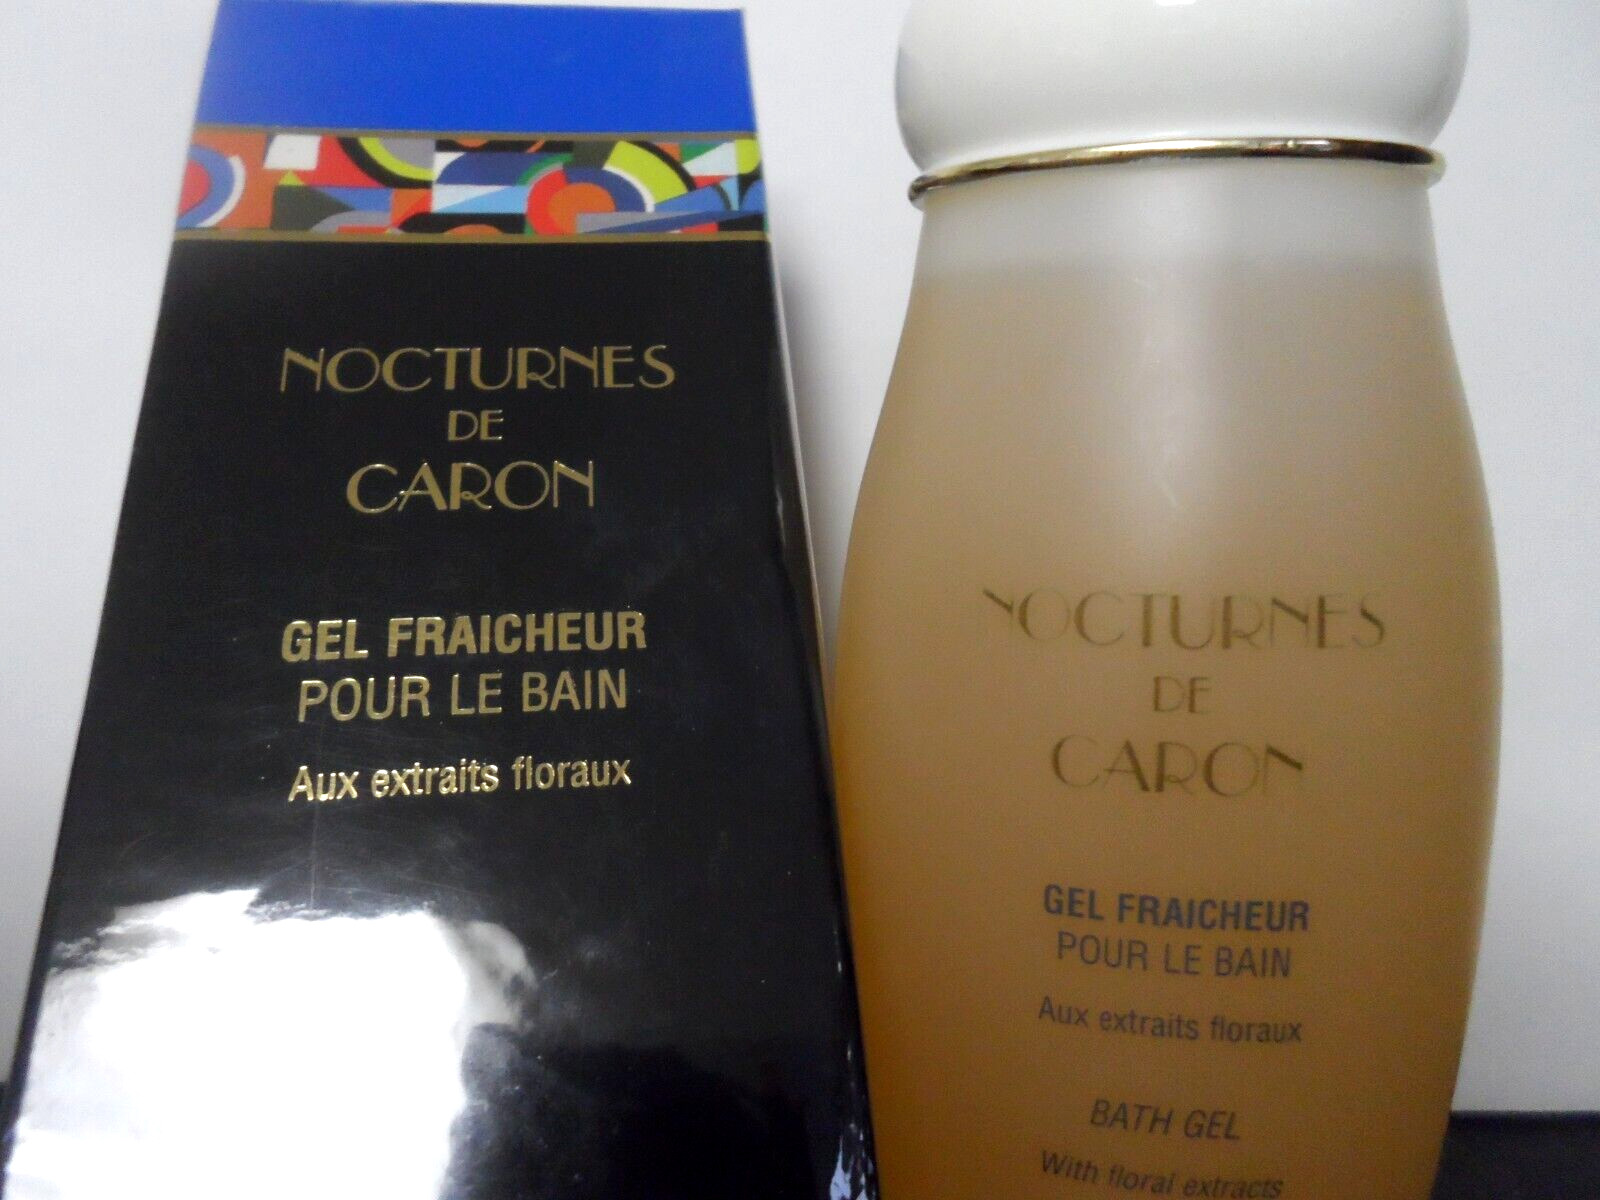 NOCTURNES
DE
CARON
GEL FRAICHEUR
POUR LE BAIN
Aux extraits floraux
NOCTURNES
DE
CARON
GEL FRAICHEUR
POUR LE BAIN
Aux extraits floraux
BATH GEL
With floral extracts